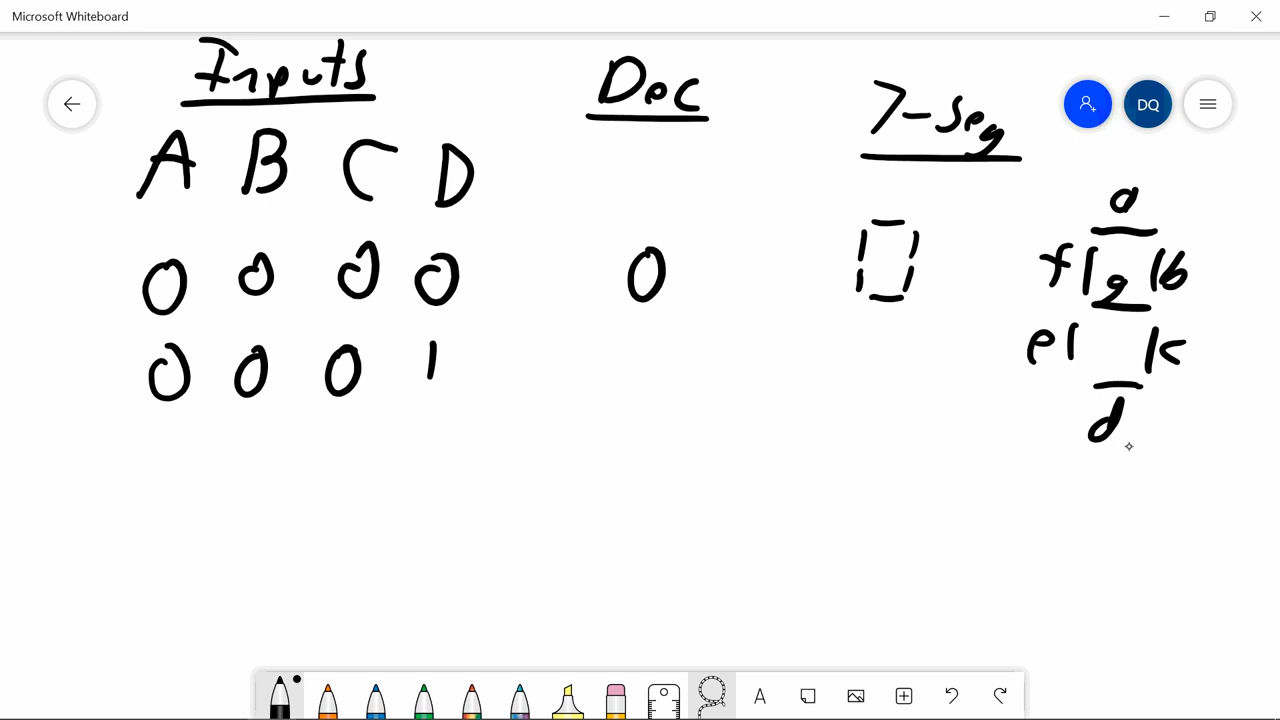 Microsoft Whiteboard
Inputs Dec 7-seg
DQ
A B C D
a
0 0 0 0 0 f g b
0 0 0 1 e c
d
A